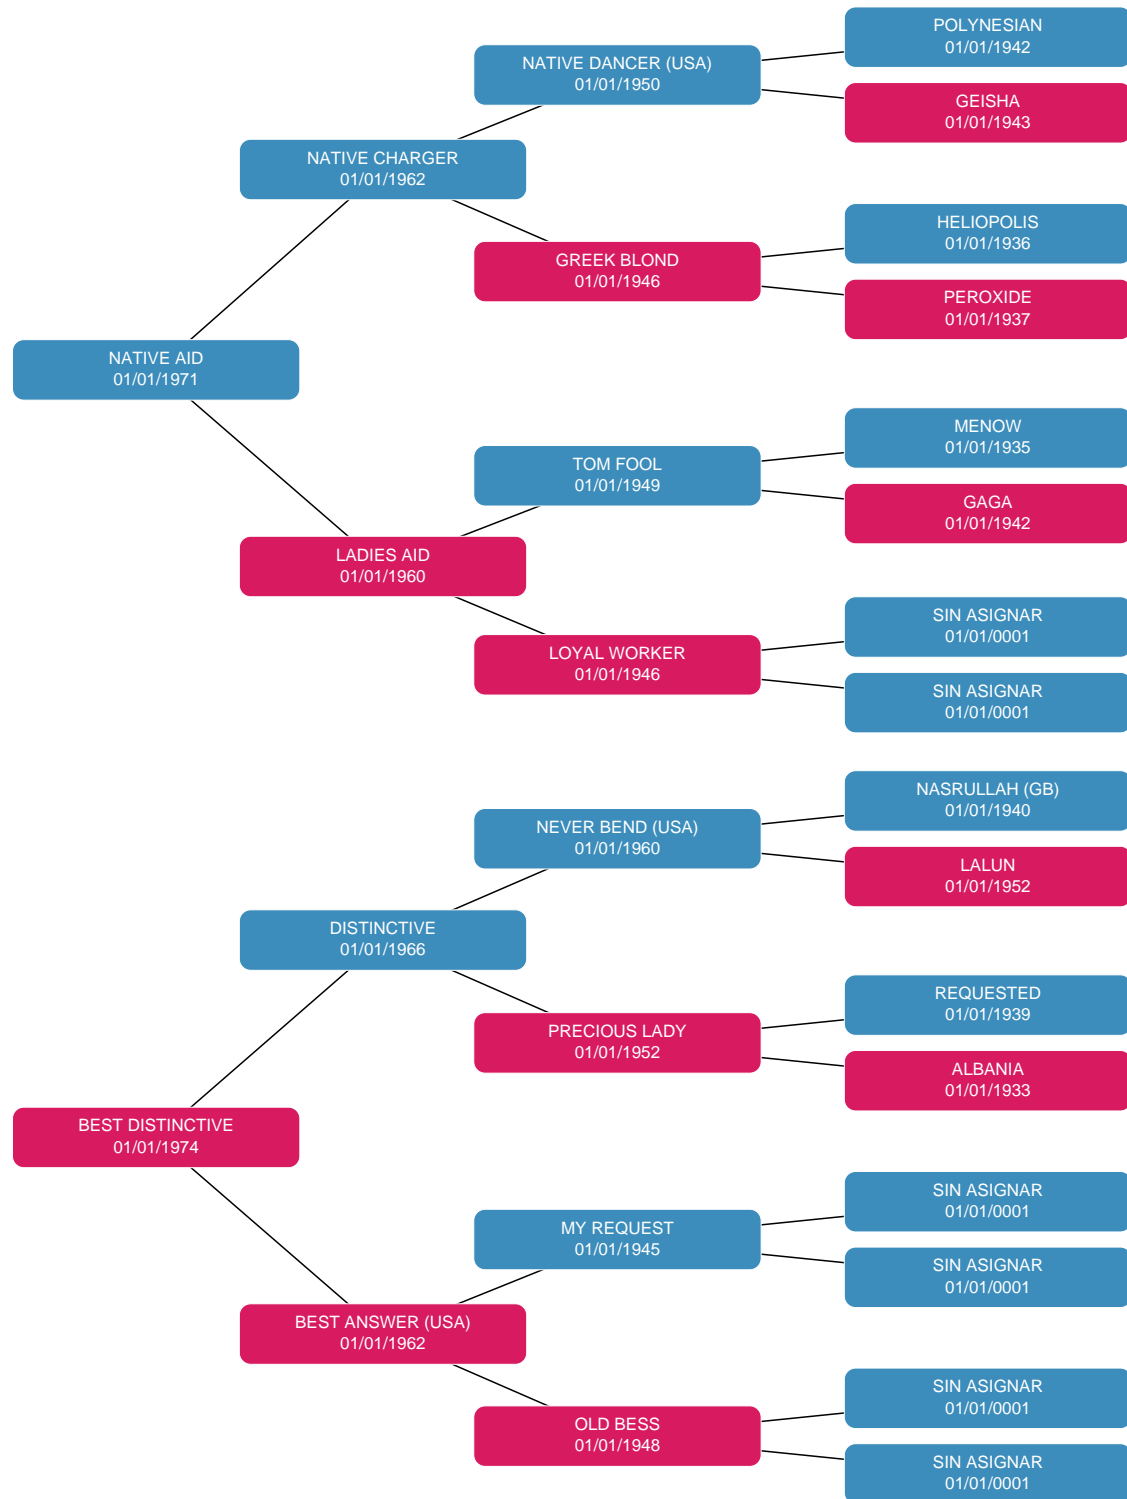 POLYNESIAN
01/01/1942
NATIVE DANCER (USA)
01/01/1950
GEISHA
01/01/1943
NATIVE CHARGER
01/01/1962
HELIOPOLIS
01/01/1936
GREEK BLOND
01/01/1946
PEROXIDE
01/01/1937
NATIVE AID
01/01/1971
MENOW
01/01/1935
TOM FOOL
01/01/1949
GAGA
01/01/1942
LADIES AID
01/01/1960
SIN ASIGNAR
01/01/0001
LOYAL WORKER
01/01/1946
SIN ASIGNAR
01/01/0001
NASRULLAH (GB)
01/01/1940
NEVER BEND (USA)
01/01/1960
LALUN
01/01/1952
DISTINCTIVE
01/01/1966
REQUESTED
01/01/1939
PRECIOUS LADY
01/01/1952
ALBANIA
01/01/1933
BEST DISTINCTIVE
01/01/1974
SIN ASIGNAR
01/01/0001
MY REQUEST
01/01/1945
SIN ASIGNAR
01/01/0001
BEST ANSWER (USA)
01/01/1962
SIN ASIGNAR
01/01/0001
OLD BESS
01/01/1948
SIN ASIGNAR
01/01/0001